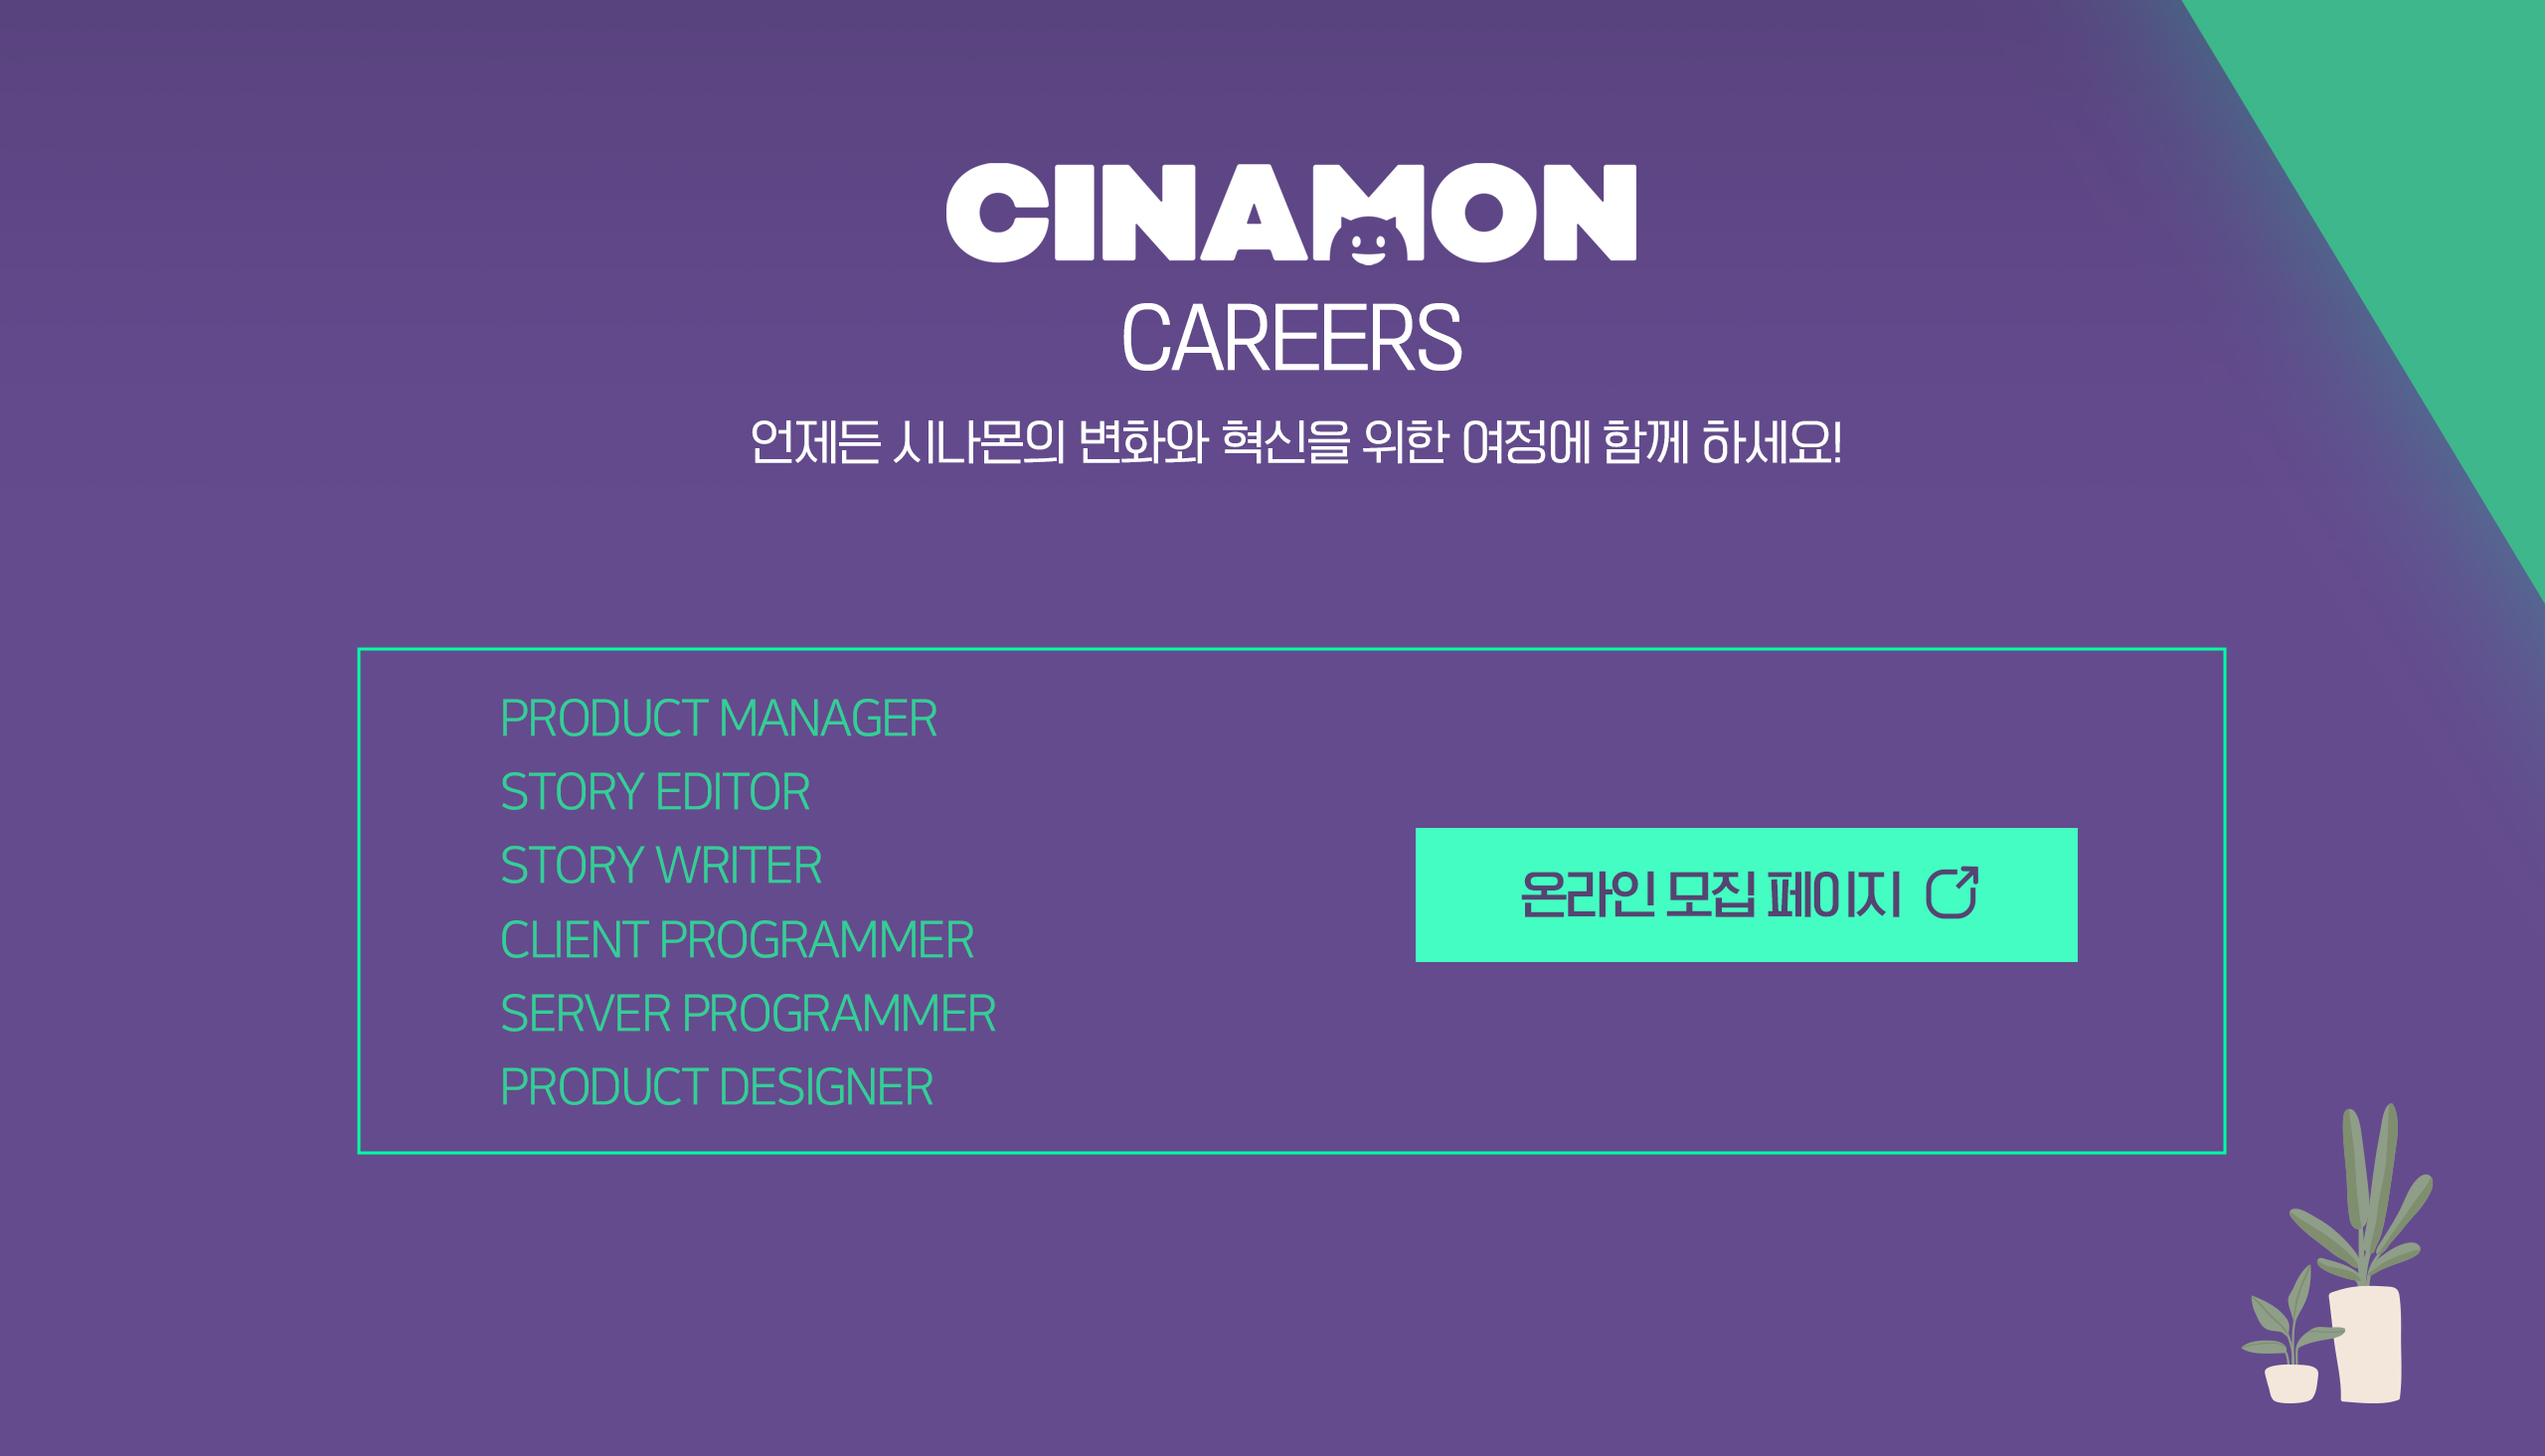 CINAMON
CAREERS
언제든 시나몬의 변화와 혁신을 위한 여정에 함께 하세요!
PRODUCT MANAGER
STORY EDITOR
STORY WRITER
CLIENT PROGRAMMER
SERVER PROGRAMMER
PRODUCT DESIGNER
온라인 모집 페이지